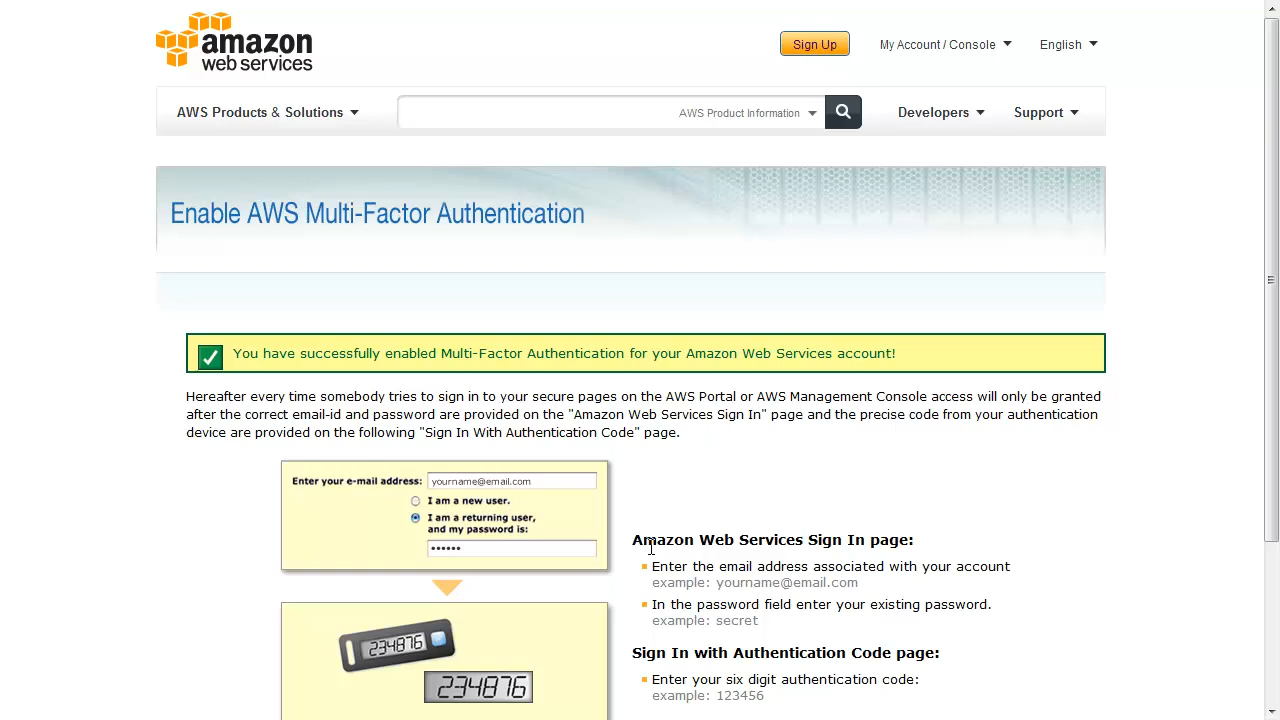 amazon
web services
Sign Up
My Account / Console
English
AWS Products & Solutions
AWS Product Information
Developers
Support
Enable AWS Multi-Factor Authentication
You have successfully enabled Multi-Factor Authentication for your Amazon Web Services account!
Hereafter every time somebody tries to sign in to your secure pages on the AWS Portal or AWS Management Console access will only be granted
after the correct email-id and password are provided on the "Amazon Web Services Sign In" page and the precise code from your authentication
device are provided on the following "Sign In With Authentication Code" page.
Enter your e-mail address: yourname@email.com
I am a new user.
I am a returning user,
and my password is:
••••••
Amazon Web Services Sign In page:
Enter the email address associated with your account
example: yourname@email.com
In the password field enter your existing password.
example: secret
234876
234876
Sign In with Authentication Code page:
Enter your six digit authentication code:
example: 123456